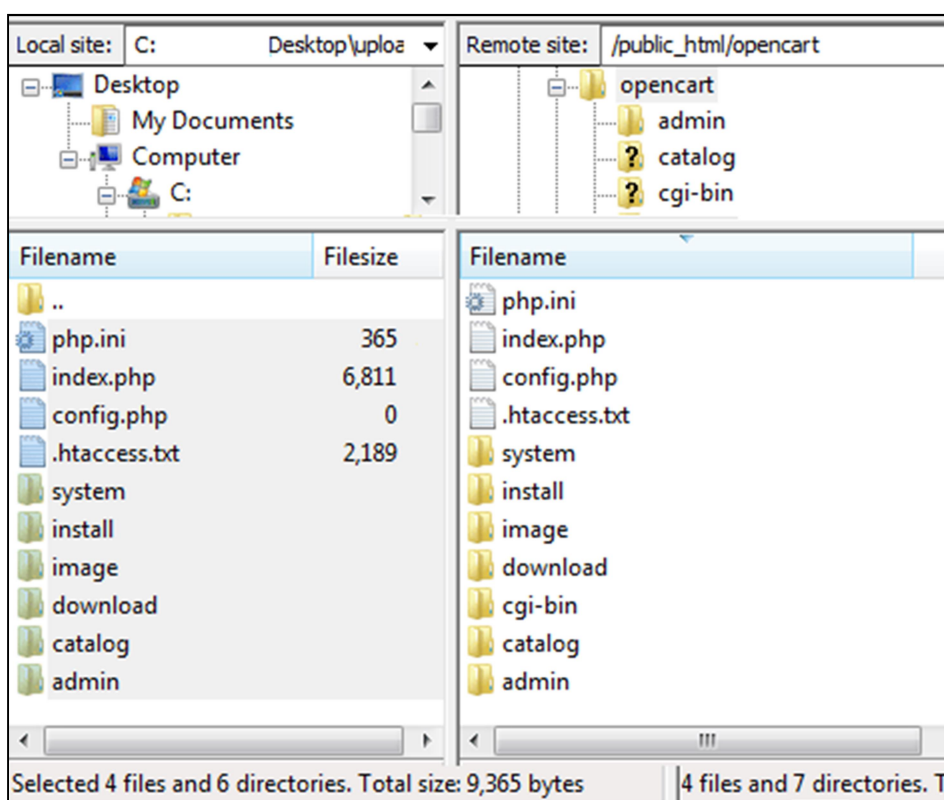 Local site: C: Desktop\uploa
Remote site: /public_html/opencart
Desktop
My Documents
Computer
C:
opencart
admin
catalog
cgi-bin
Filename Filesize
..
php.ini 365
index.php 6,811
config.php 0
.htaccess.txt 2,189
system
install
image
download
catalog
admin
Selected 4 files and 6 directories. Total size: 9,365 bytes
Filename
php.ini
index.php
config.php
.htaccess.txt
system
install
image
download
cgi-bin
catalog
admin
4 files and 7 directories. T